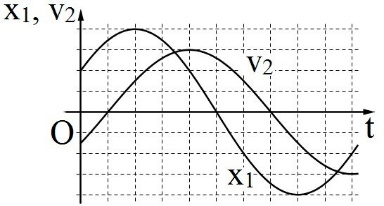 x₁, v₂
v₂
O
t
x₁